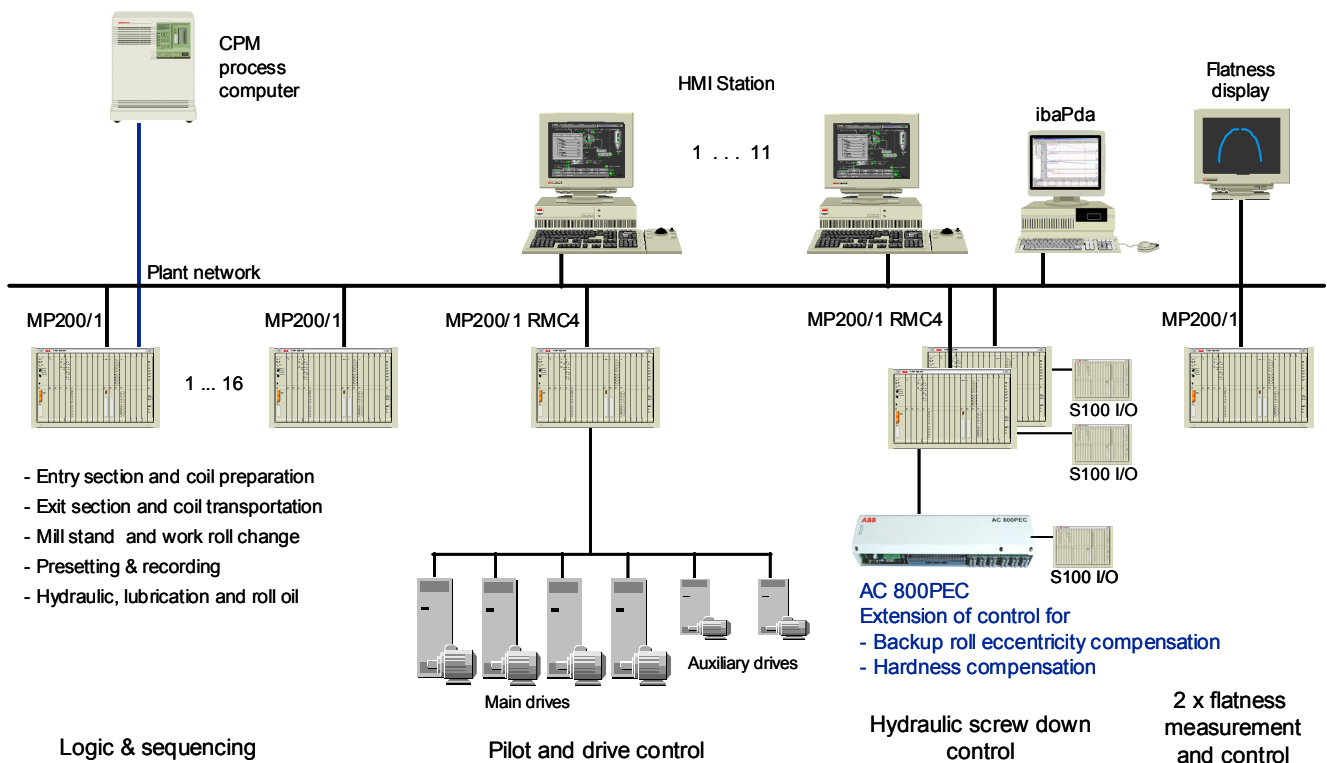 CPM
process
computer
HMI Station
1 . . . 11
ibaPda
Flatness
display
Plant network
MP200/1
MP200/1
MP200/1 RMC4
MP200/1 RMC4
MP200/1
1 ... 16
S100 I/O
S100 I/O
- Entry section and coil preparation
- Exit section and coil transportation
- Mill stand and work roll change
- Presetting & recording
- Hydraulic, lubrication and roll oil
ABB
AC 800PEC
S100 I/O
AC 800PEC
Extension of control for
- Backup roll eccentricity compensation
- Hardness compensation
Auxiliary drives
Main drives
Logic & sequencing
Pilot and drive control
Hydraulic screw down
control
2 x flatness
measurement
and control